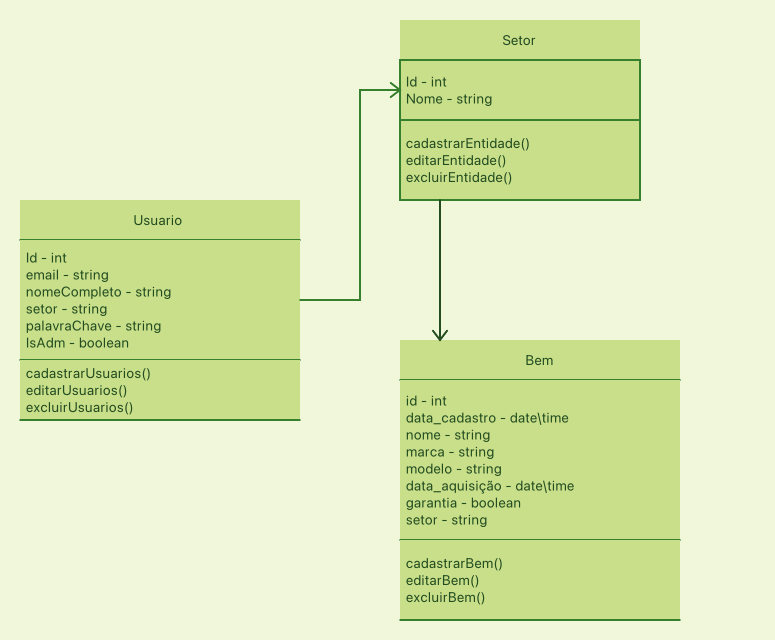 Setor
Id - int
Nome - string
cadastrarEntidade()
editarEntidade()
excluirEntidade()
Usuario
Id - int
email - string
nomeCompleto - string
setor - string
palavraChave - string
IsAdm - boolean
cadastrarUsuarios()
editarUsuarios()
excluirUsuarios()
Bem
id - int
data_cadastro - date\time
nome - string
marca - string
modelo - string
data_aquisição - date\time
garantia - boolean
setor - string
cadastrarBem()
editarBem()
excluirBem()